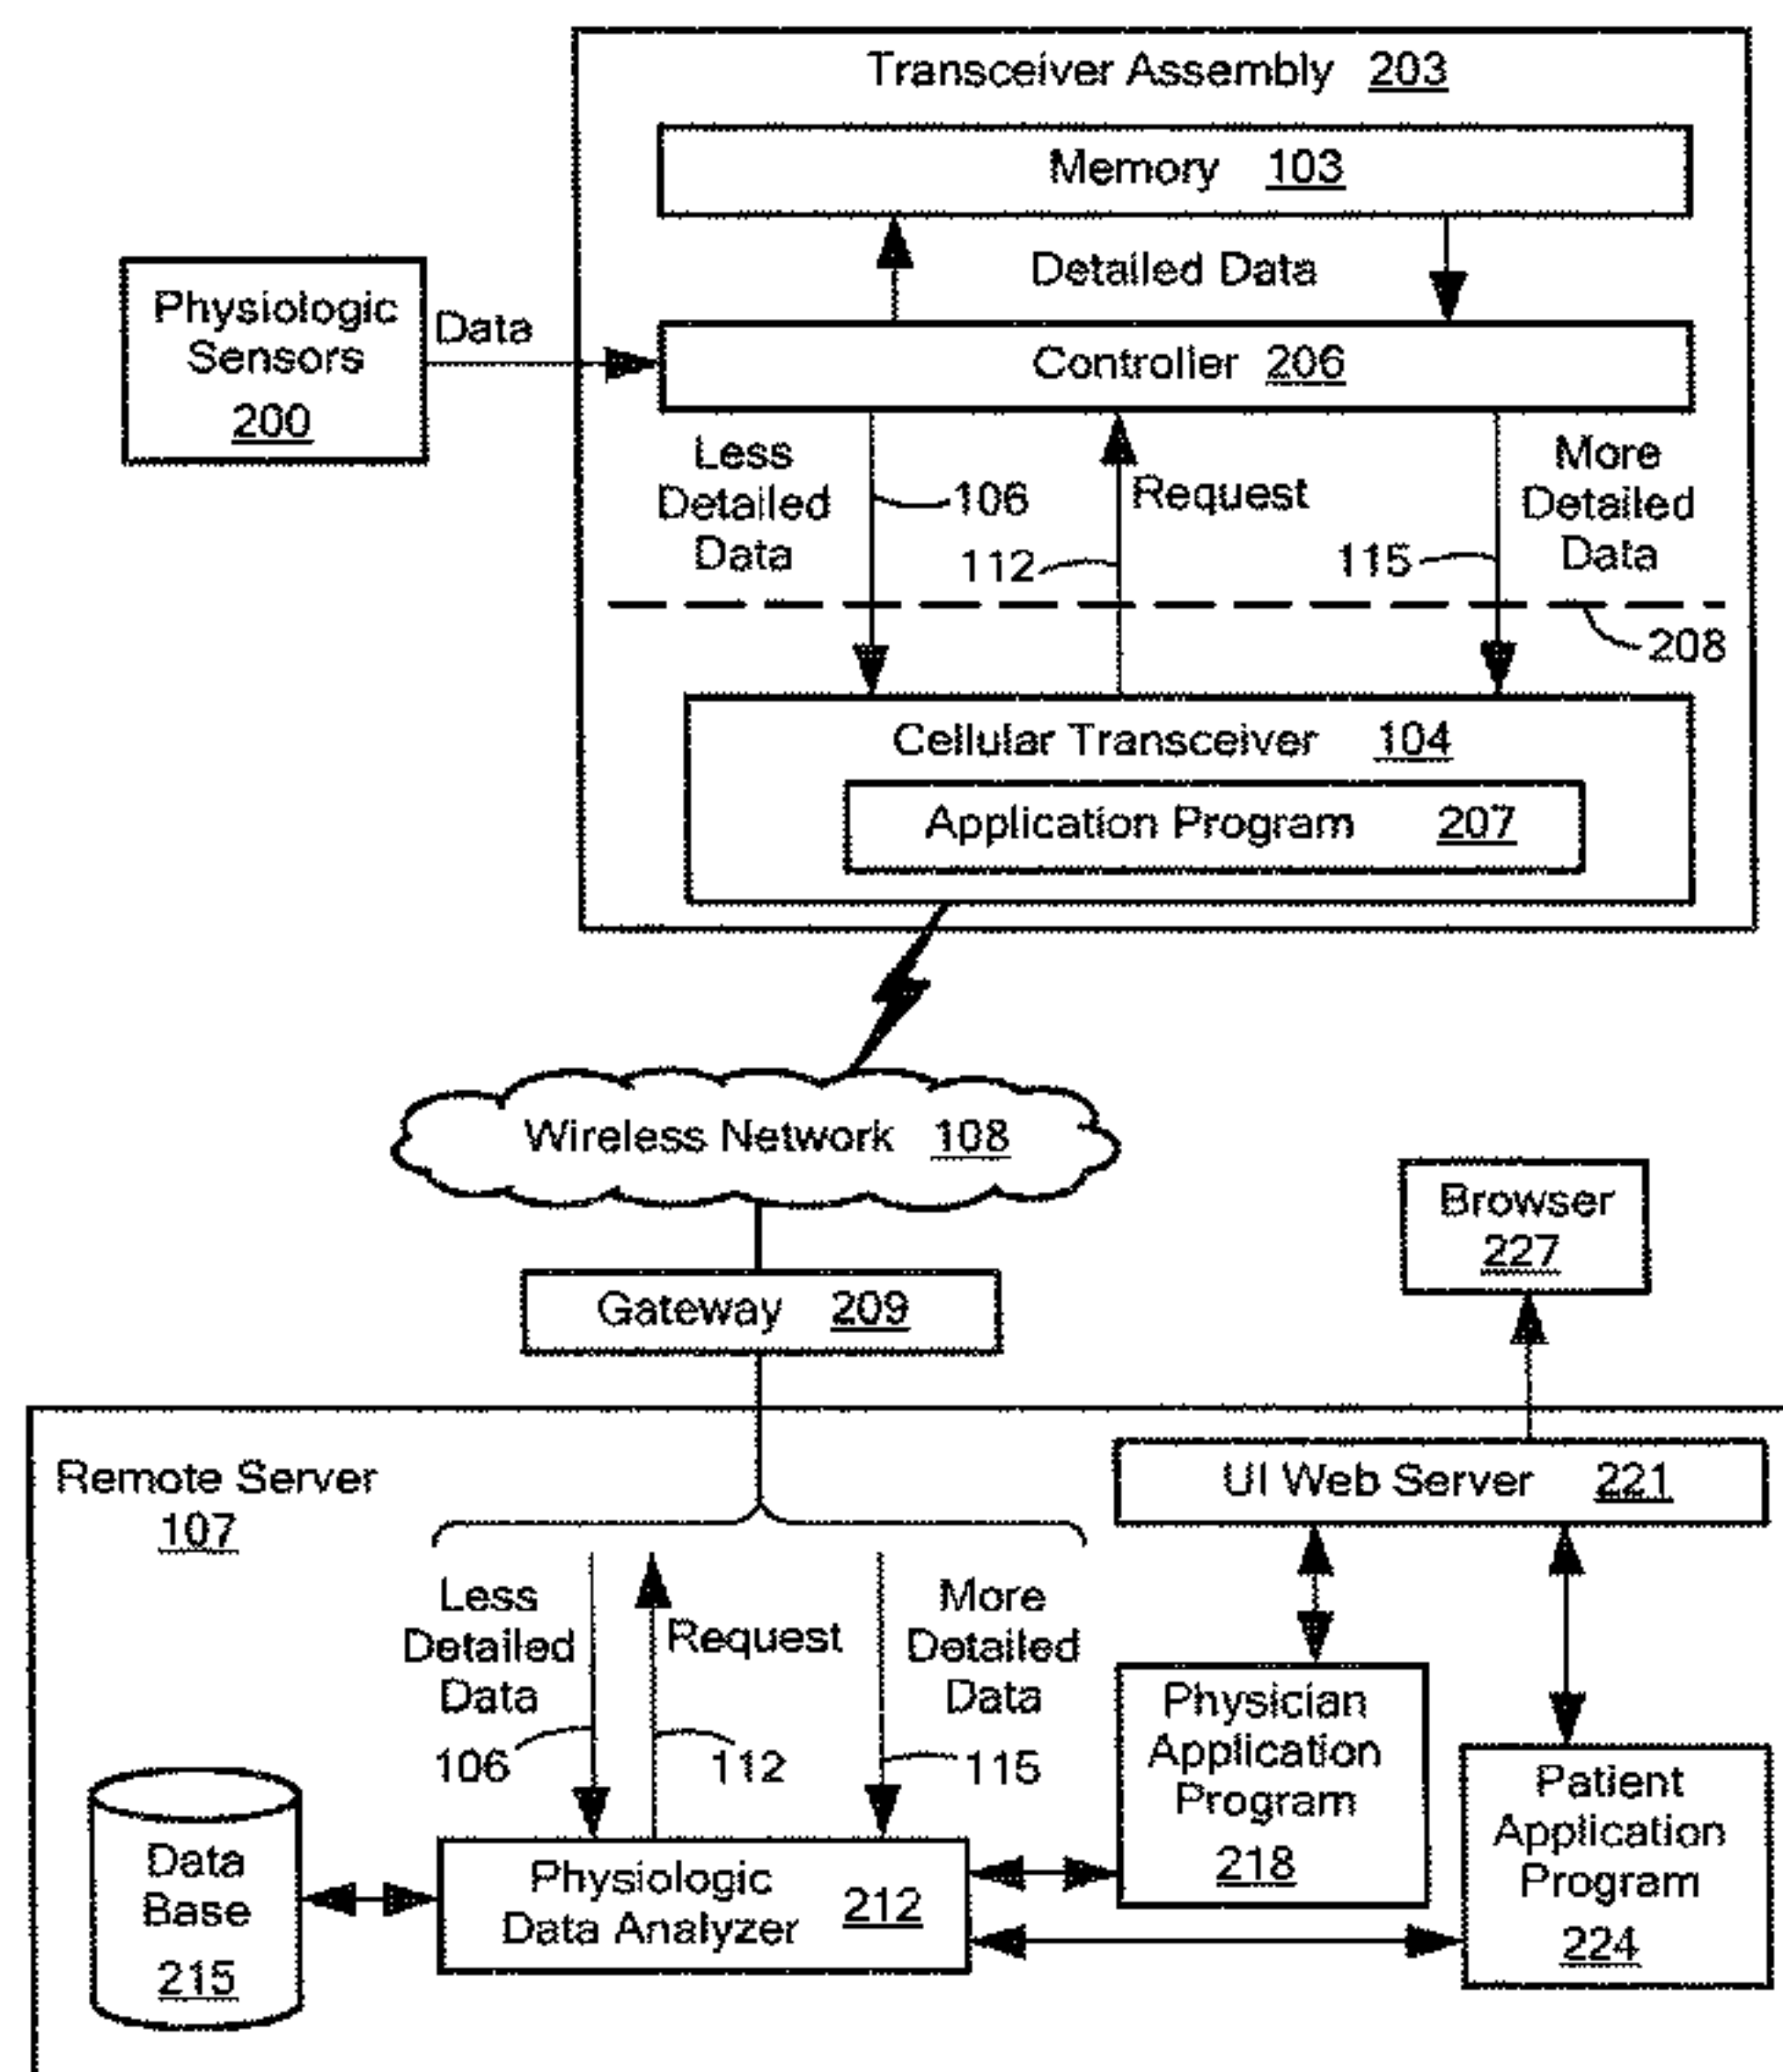 Transceiver Assembly 203
Memory 103
Detailed Data
Physiologic
Sensors
200
Data
Controller 206
Less
Detailed
Data
106
Request
112
More
Detailed
Data
115
208
Cellular Transceiver 104
Application Program 207
Wireless Network 108
Browser
227
Gateway 209
Remote Server
107
UI Web Server 221
Less
Detailed
Data
106
Request
112
More
Detailed
Data
115
Physician
Application
Program
218
Patient
Application
Program
224
Data
Base
215
Physiologic
Data Analyzer 212